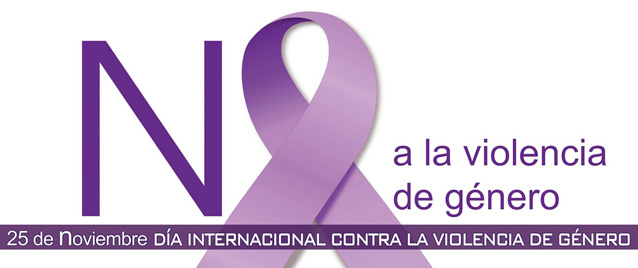 NO a la violencia
de género
25 de noviembre DÍA INTERNACIONAL CONTRA LA VIOLENCIA DE GÉNERO